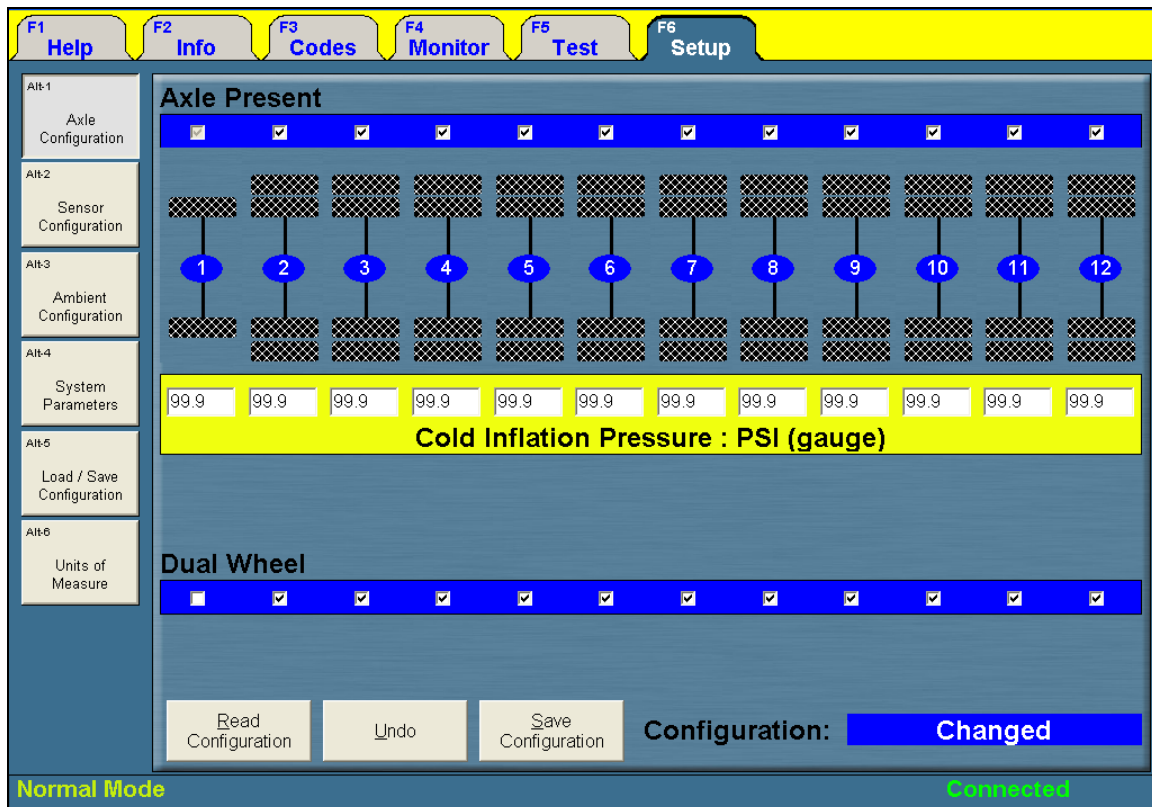 F1 Help
F2 Info
F3 Codes
F4 Monitor
F5 Test
F6 Setup
Alt-1
Axle
Configuration
Alt-2
Sensor
Configuration
Alt-3
Ambient
Configuration
Alt-4
System
Parameters
Alt-5
Load / Save
Configuration
Alt-6
Units of
Measure
Axle Present
1 2 3 4 5 6 7 8 9 10 11 12
99.9 99.9 99.9 99.9 99.9 99.9 99.9 99.9 99.9 99.9 99.9 99.9
Cold Inflation Pressure : PSI (gauge)
Dual Wheel
Read
Configuration
Undo
Save
Configuration
Configuration: Changed
Normal Mode Connected